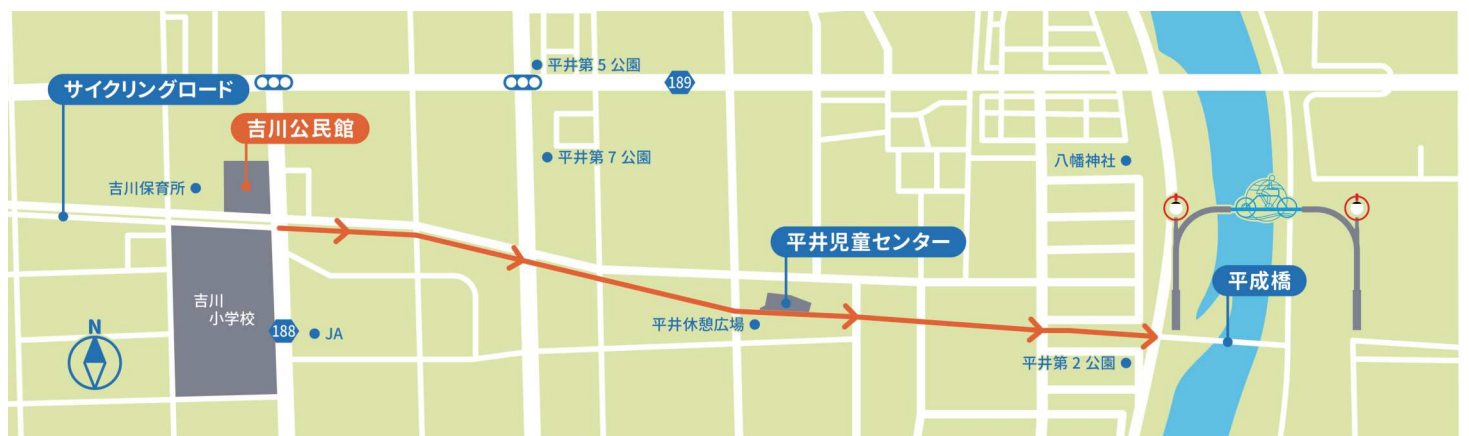 サイクリングロード
吉川公民館
吉川保育所
平井第5公園
189
平井第7公園
八幡神社
平井児童センター
平成橋
吉川
小学校
188
JA
平井休憩広場
平井第2公園
N